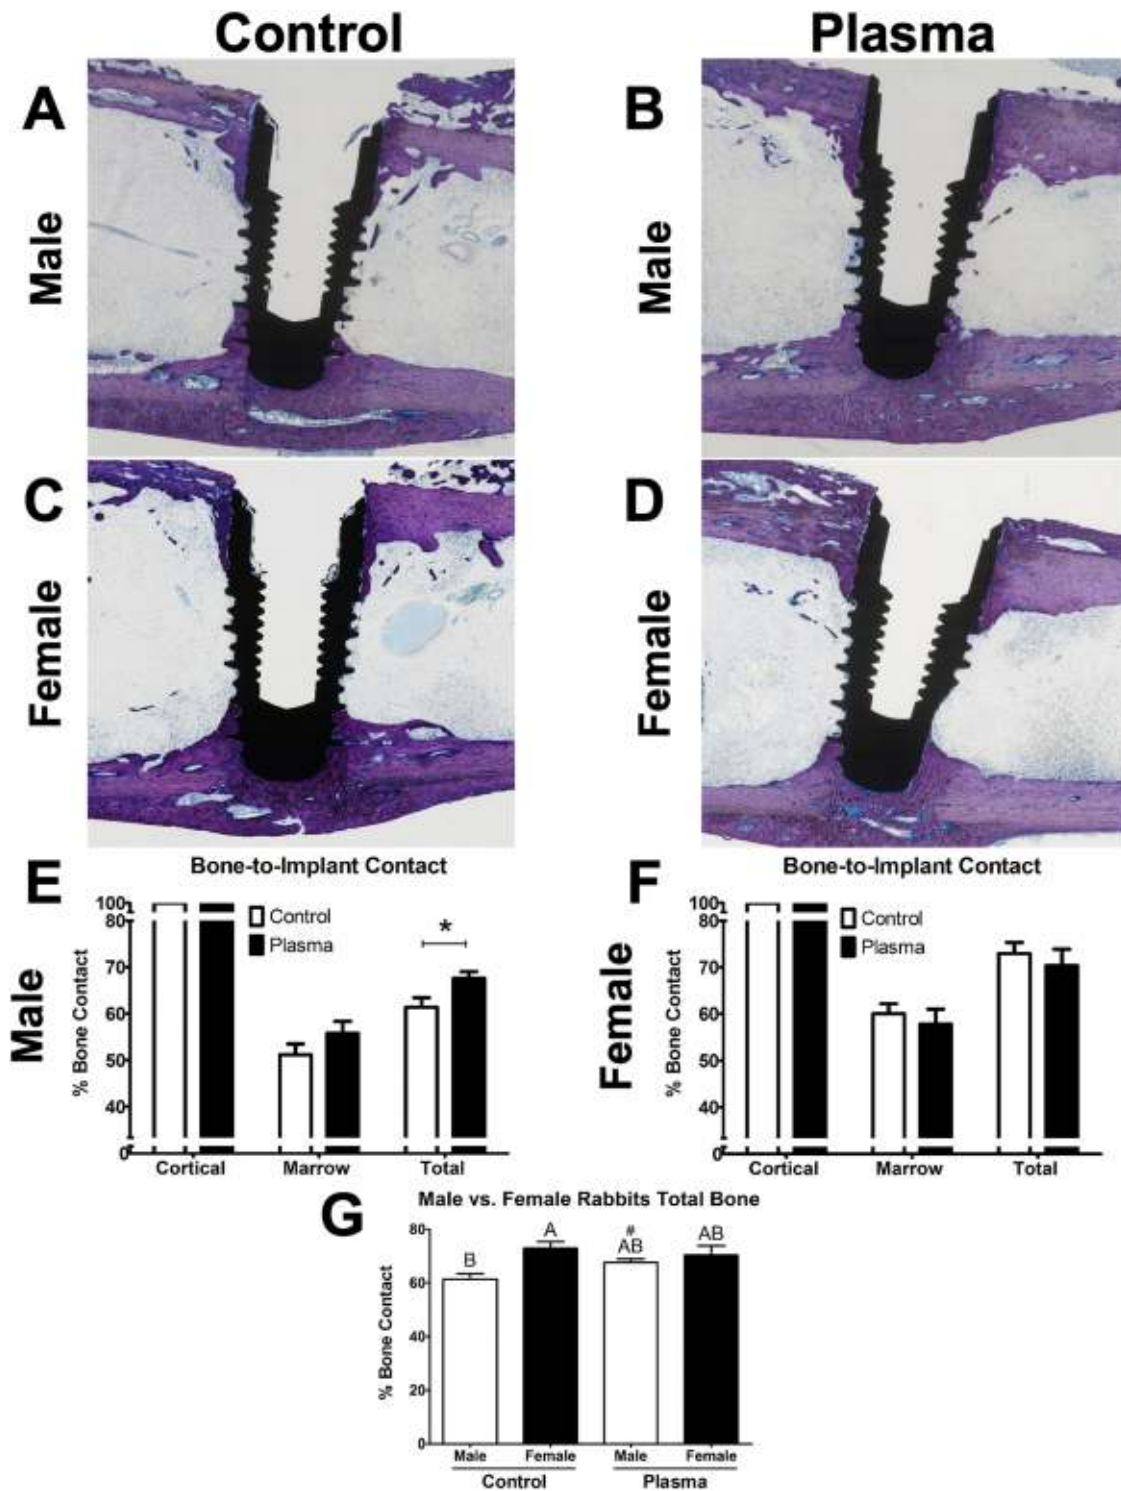 Control Plasma
A B
Male Male
C D
Female Female
E Bone-to-Implant Contact F Bone-to-Implant Contact
Male Female
% Bone Contact % Bone Contact
100 100
80 80
70 70
60 60
50 50
40 40
0 0
Control Control
Plasma Plasma
*
Cortical Marrow Total Cortical Marrow Total
G Male vs. Female Rabbits Total Bone
% Bone Contact
80
60
40
20
0
B A # AB AB
Male Female Male Female
Control Plasma